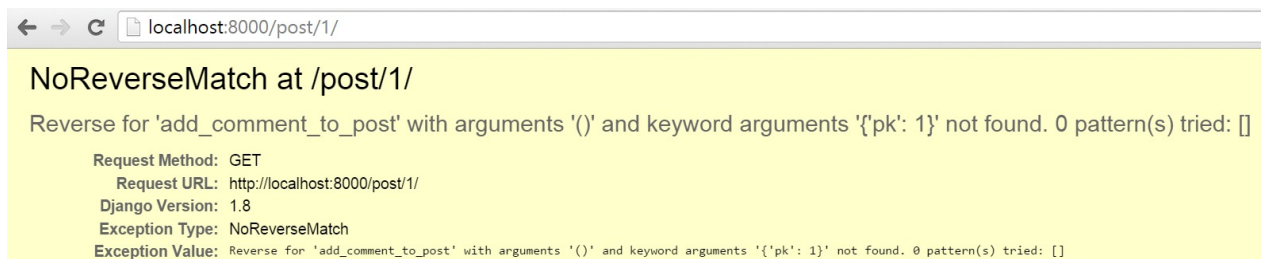 localhost:8000/post/1/
NoReverseMatch at /post/1/
Reverse for 'add_comment_to_post' with arguments '()' and keyword arguments '{'pk': 1}' not found. 0 pattern(s) tried: []
Request Method: GET
Request URL: http://localhost:8000/post/1/
Django Version: 1.8
Exception Type: NoReverseMatch
Exception Value: Reverse for 'add_comment_to_post' with arguments '()' and keyword arguments '{'pk': 1}' not found. 0 pattern(s) tried: []